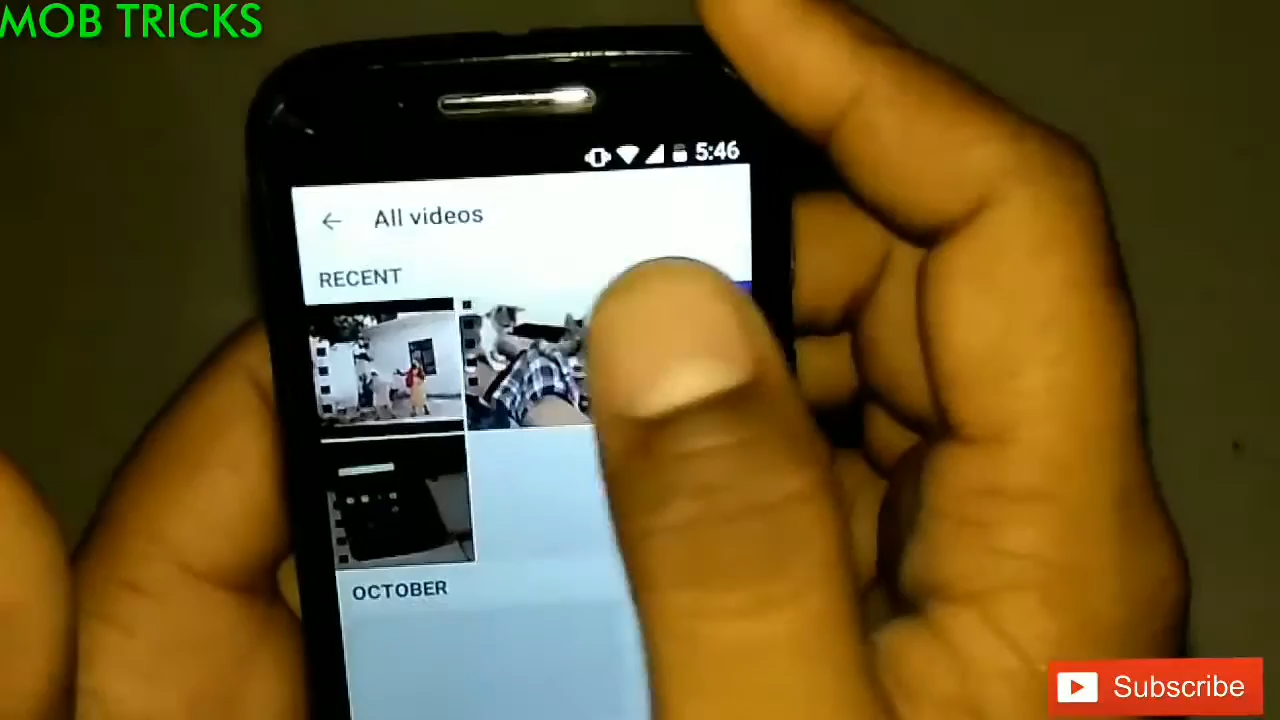 MOB TRICKS
5:46
All videos
RECENT
OCTOBER
Subscribe